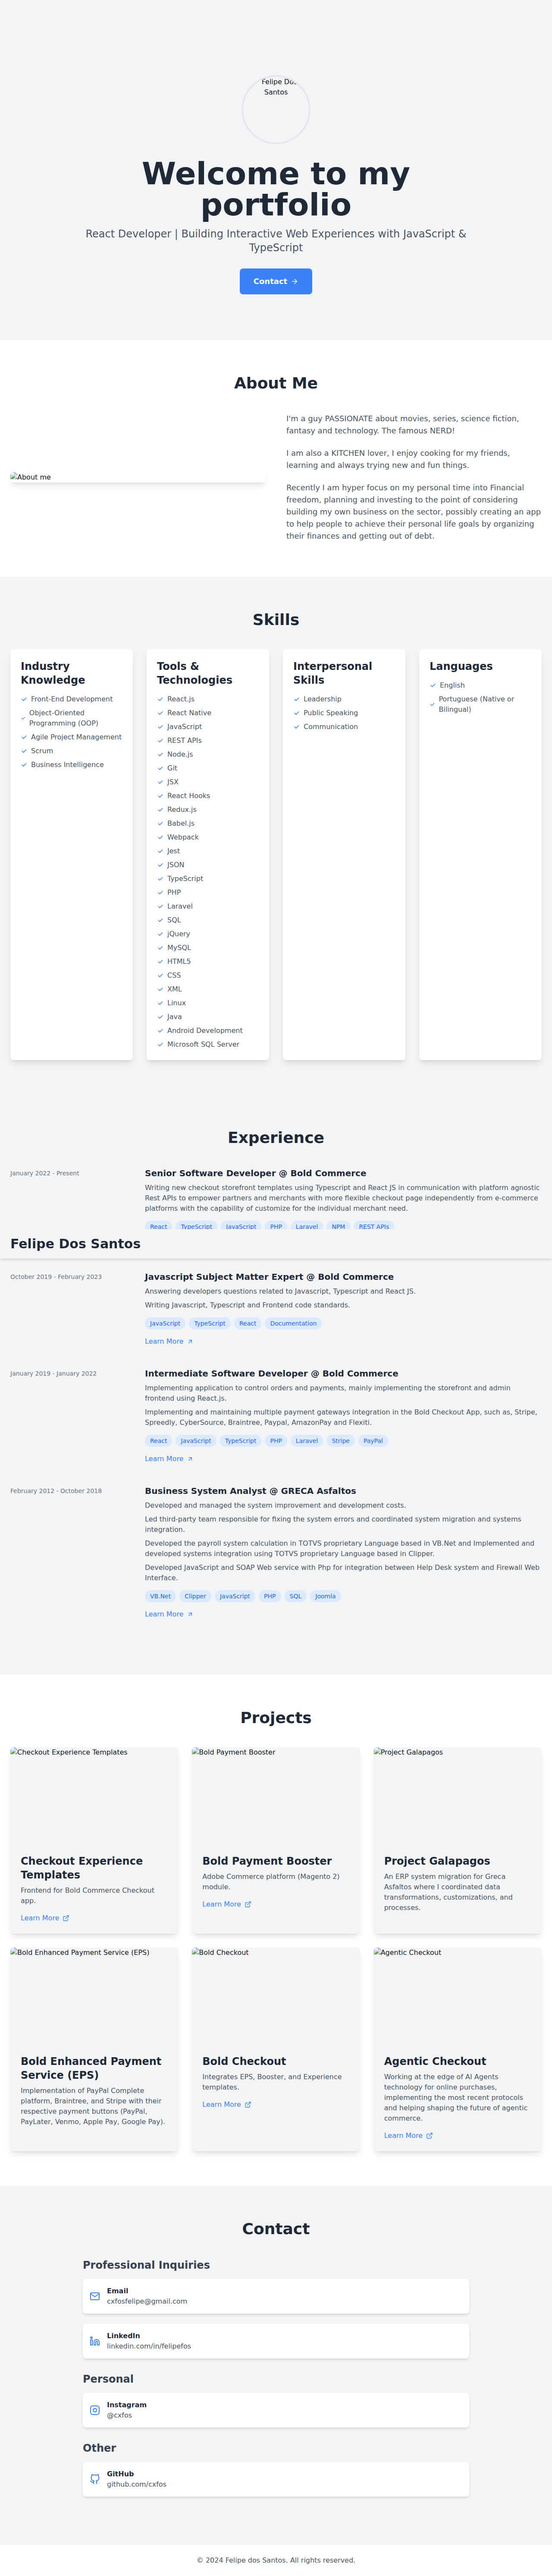 Felipe Dos
Santos
Welcome to my
portfolio
React Developer | Building Interactive Web Experiences with JavaScript &
TypeScript
Contact
About Me
About me
I'm a guy PASSIONATE about movies, series, science fiction,
fantasy and technology. The famous NERD!
I am also a KITCHEN lover, I enjoy cooking for my friends,
learning and always trying new and fun things.
Recently I am hyper focus on my personal time into Financial
freedom, planning and investing to the point of considering
building my own business on the sector, possibly creating an app
to help people to achieve their personal life goals by organizing
their finances and getting out of debt.
Skills
Industry
Knowledge
Front-End Development
Object-Oriented
Programming (OOP)
Agile Project Management
Scrum
Business Intelligence
Tools &
Technologies
React.js
React Native
JavaScript
REST APIs
Node.js
Git
JSX
React Hooks
Redux.js
Babel.js
Webpack
Jest
JSON
TypeScript
PHP
Laravel
SQL
jQuery
MySQL
HTML5
CSS
XML
Linux
Java
Android Development
Microsoft SQL Server
Interpersonal
Skills
Leadership
Public Speaking
Communication
Languages
English
Portuguese (Native or
Bilingual)
Experience
January 2022 - Present
Senior Software Developer @ Bold Commerce
Writing new checkout storefront templates using Typescript and React JS in communication with platform agnostic
Rest APIs to empower partners and merchants with more flexible checkout page independently from e-commerce
platforms with the capability of customize for the individual merchant need.
React TypeScript JavaScript PHP Laravel NPM REST APIs
Felipe Dos Santos
October 2019 - February 2023
Javascript Subject Matter Expert @ Bold Commerce
Answering developers questions related to Javascript, Typescript and React JS.
Writing Javascript, Typescript and Frontend code standards.
JavaScript TypeScript React Documentation
Learn More
January 2019 - January 2022
Intermediate Software Developer @ Bold Commerce
Implementing application to control orders and payments, mainly implementing the storefront and admin
frontend using React.js.
Implementing and maintaining multiple payment gateways integration in the Bold Checkout App, such as, Stripe,
Spreedly, CyberSource, Braintree, Paypal, AmazonPay and Flexiti.
React JavaScript TypeScript PHP Laravel Stripe PayPal
Learn More
February 2012 - October 2018
Business System Analyst @ GRECA Asfaltos
Developed and managed the system improvement and development costs.
Led third-party team responsible for fixing the system errors and coordinated system migration and systems
integration.
Developed the payroll system calculation in TOTVS proprietary Language based in VB.Net and Implemented and
developed systems integration using TOTVS proprietary Language based in Clipper.
Developed JavaScript and SOAP Web service with Php for integration between Help Desk system and Firewall Web
Interface.
VB.Net Clipper JavaScript PHP SQL Joomla
Learn More
Projects
Checkout Experience Templates
Checkout Experience
Templates
Frontend for Bold Commerce Checkout
app.
Learn More
Bold Payment Booster
Bold Payment Booster
Adobe Commerce platform (Magento 2)
module.
Learn More
Project Galapagos
Project Galapagos
An ERP system migration for Greca
Asfaltos where I coordinated data
transformations, customizations, and
processes.
Bold Enhanced Payment Service (EPS)
Bold Enhanced Payment
Service (EPS)
Implementation of PayPal Complete
platform, Braintree, and Stripe with their
respective payment buttons (PayPal,
PayLater, Venmo, Apple Pay, Google Pay).
Bold Checkout
Bold Checkout
Integrates EPS, Booster, and Experience
templates.
Learn More
Agentic Checkout
Agentic Checkout
Working at the edge of AI Agents
technology for online purchases,
implementing the most recent protocols
and helping shaping the future of agentic
commerce.
Learn More
Contact
Professional Inquiries
Email
cxfosfelipe@gmail.com
LinkedIn
linkedin.com/in/felipefos
Personal
Instagram
@cxfos
Other
GitHub
github.com/cxfos
© 2024 Felipe dos Santos. All rights reserved.